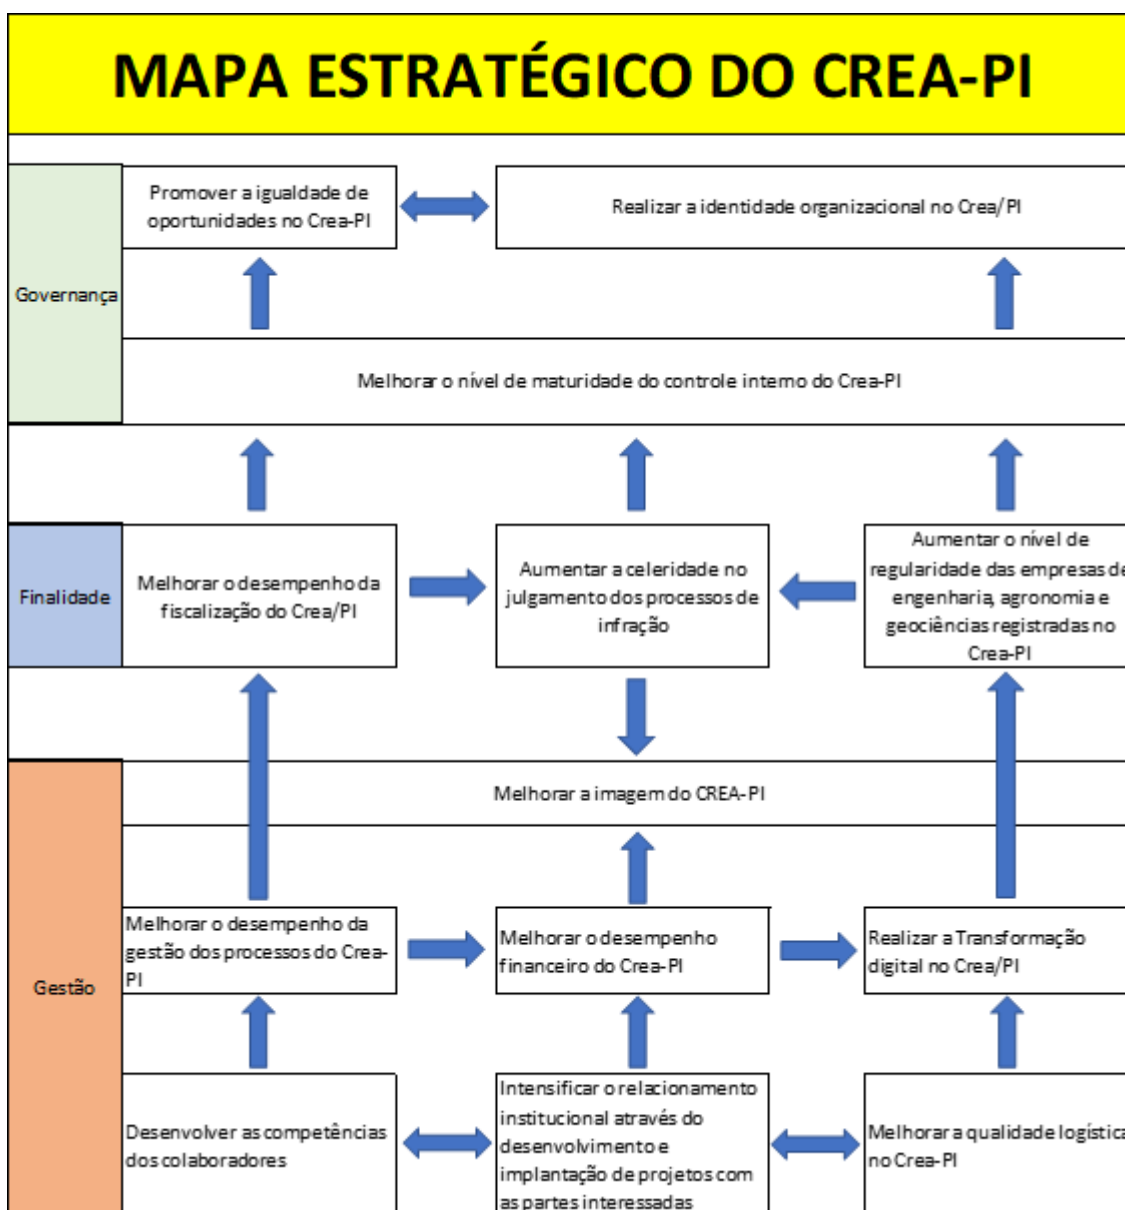 MAPA ESTRATÉGICO DO CREA-PI
Governança
Promover a igualdade de
oportunidades no Crea-PI
Realizar a identidade organizacional no Crea/PI
Melhorar o nível de maturidade do controle interno do Crea-PI
Finalidade
Melhorar o desempenho da
fiscalização do Crea/PI
Aumentar a celeridade no
julgamento dos processos de
infração
Aumentar o nível de
regularidade das empresas de
engenharia, agronomia e
geociências registradas no
Crea-PI
Gestão
Melhorar a imagem do CREA-PI
Melhorar o desempenho da
gestão dos processos do Crea-
PI
Melhorar o desempenho
financeiro do Crea-PI
Realizar a Transformação
digital no Crea/PI
Desenvolver as competências
dos colaboradores
Intensificar o relacionamento
institucional através do
desenvolvimento e
implantação de projetos com
as partes interessadas
Melhorar a qualidade logística
no Crea-PI